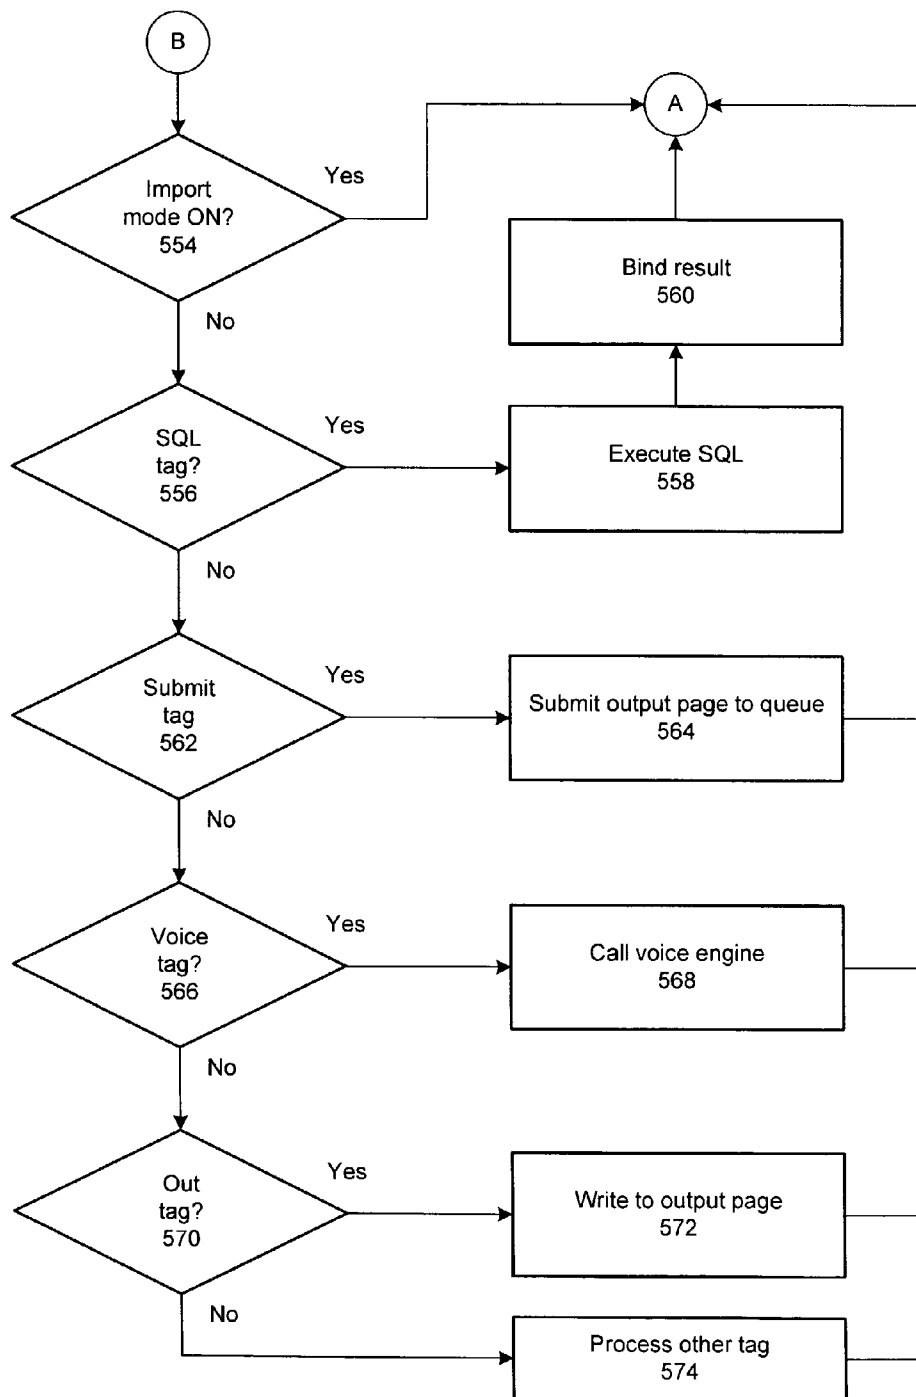 B
A
Import
mode ON?
554
Yes
No
Bind result
560
SQL
tag?
556
Yes
No
Execute SQL
558
Submit
tag
562
Yes
No
Submit output page to queue
564
Voice
tag?
566
Yes
No
Call voice engine
568
Out
tag?
570
Yes
No
Write to output page
572
Process other tag
574